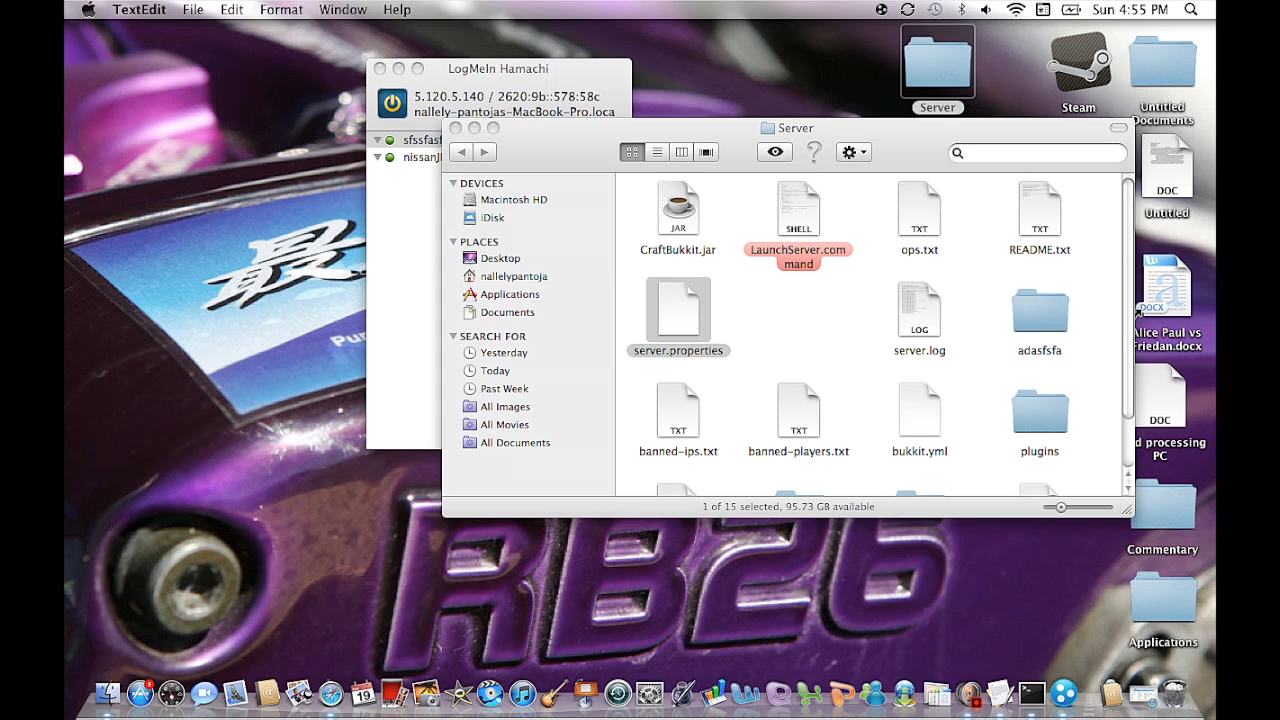 TextEdit File Edit Format Window Help Sun 4:55 PM
LogMeIn Hamachi
5.120.5.140 / 2620:9b::578:58c
nallely-pantojas-MacBook-Pro.loca
sfssfasf
Server
DEVICES
Macintosh HD
iDisk
PLACES
Desktop
nallelypantoja
Applications
Documents
SEARCH FOR
Yesterday
Today
Past Week
All Images
All Movies
All Documents
JAR
CraftBukkit.jar
SHELL
LaunchServer.com
mand
TXT
ops.txt
TXT
README.txt
server.properties
LOG
server.log
adasfsfa
TXT
banned-ips.txt
TXT
banned-players.txt
bukkit.yml
plugins
1 of 15 selected, 95.73 GB available
Server
Steam
Untitled
Documents
DOC
Untitled
DOCX
Alice Paul vs
Friedan.docx
DOC
d processing
PC
Commentary
Applications
最
RB26
19